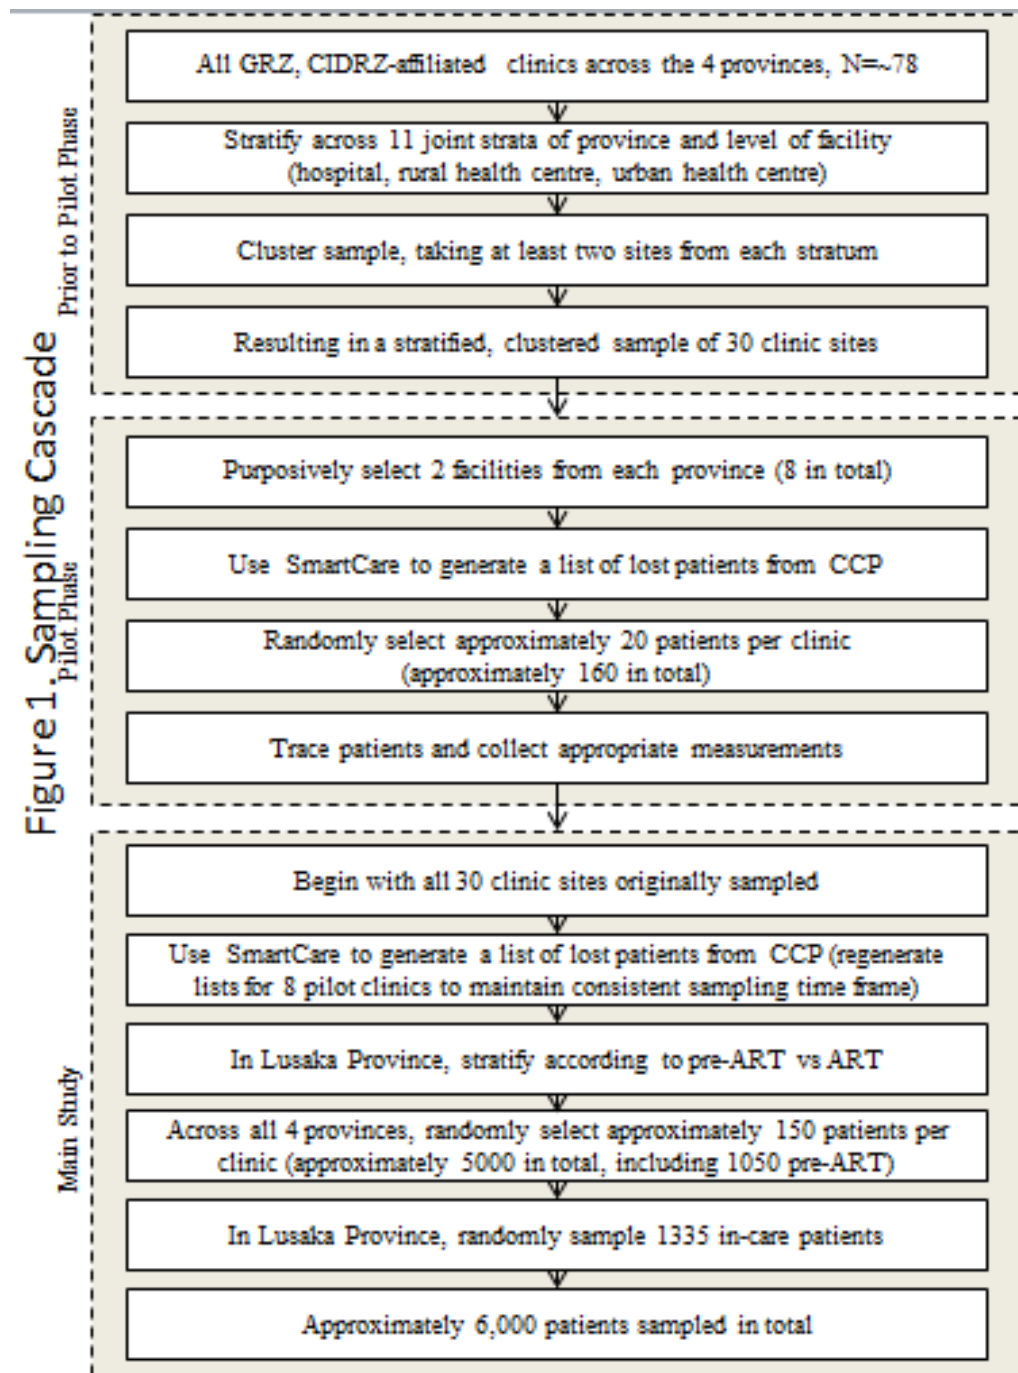 Figure 1. Sampling Cascade
Prior to Pilot Phase
All GRZ, CIDRZ-affiliated clinics across the 4 provinces, N=~78
Stratify across 11 joint strata of province and level of facility
(hospital, rural health centre, urban health centre)
Cluster sample, taking at least two sites from each stratum
Resulting in a stratified, clustered sample of 30 clinic sites
Pilot Phase
Purposively select 2 facilities from each province (8 in total)
Use SmartCare to generate a list of lost patients from CCP
Randomly select approximately 20 patients per clinic
(approximately 160 in total)
Trace patients and collect appropriate measurements
Main Study
Begin with all 30 clinic sites originally sampled
Use SmartCare to generate a list of lost patients from CCP (regenerate
lists for 8 pilot clinics to maintain consistent sampling time frame)
In Lusaka Province, stratify according to pre-ART vs ART
Across all 4 provinces, randomly select approximately 150 patients per
clinic (approximately 5000 in total, including 1050 pre-ART)
In Lusaka Province, randomly sample 1335 in-care patients
Approximately 6,000 patients sampled in total